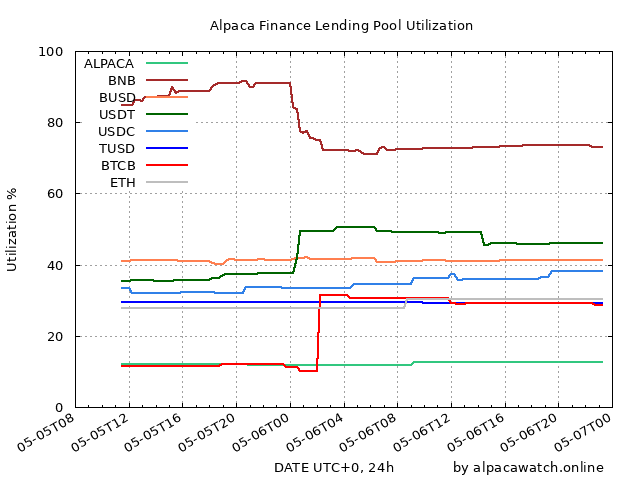 Alpaca Finance Lending Pool Utilization
100
80
60
40
20
0
Utilization %
ALPACA
BNB
BUSD
USDT
USDC
TUSD
BTCB
ETH
05-05T08
05-05T12
05-05T16
05-05T20
05-06T00
05-06T04
05-06T08
05-06T12
05-06T16
05-06T20
05-07T00
DATE UTC+0, 24h
by alpacawatch.online